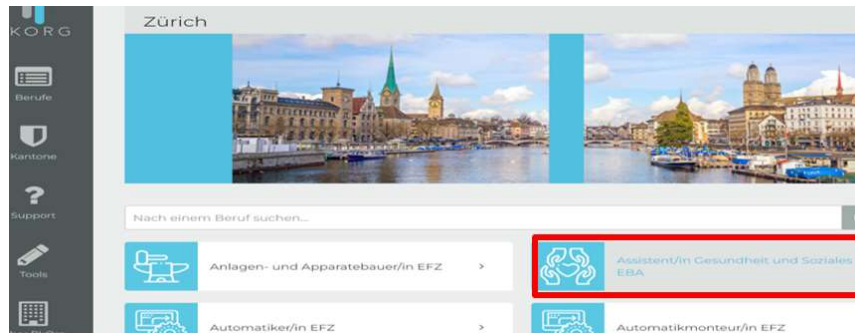 KORG
Zürich
Berufe
Kantone
Support
Tools
Nach einem Beruf suchen...
Anlagen- und Apparatebauer/in EFZ
Assistent/in Gesundheit und Soziales
EBA
Automatiker/in EFZ
Automatikmonteur/in EFZ